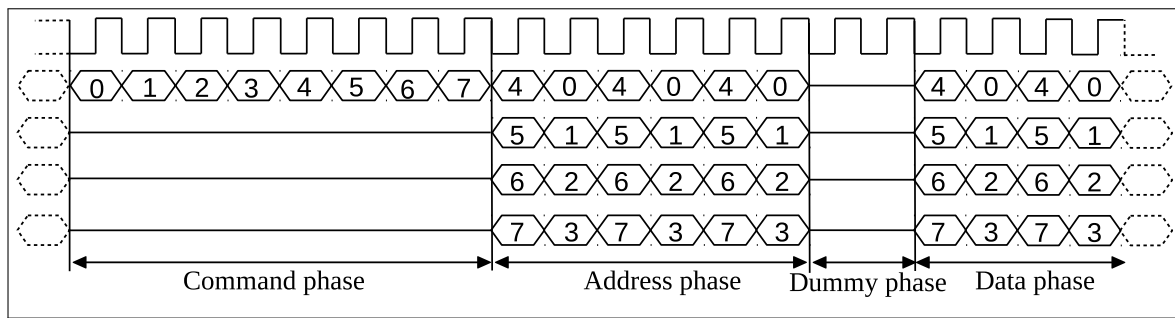 0 1 2 3 4 5 6 7 4 0 4 0 4 0 4 0 4 0
5 1 5 1 5 1 5 1 5 1
6 2 6 2 6 2 6 2 6 2
7 3 7 3 7 3 7 3 7 3
Command phase Address phase Dummy phase Data phase